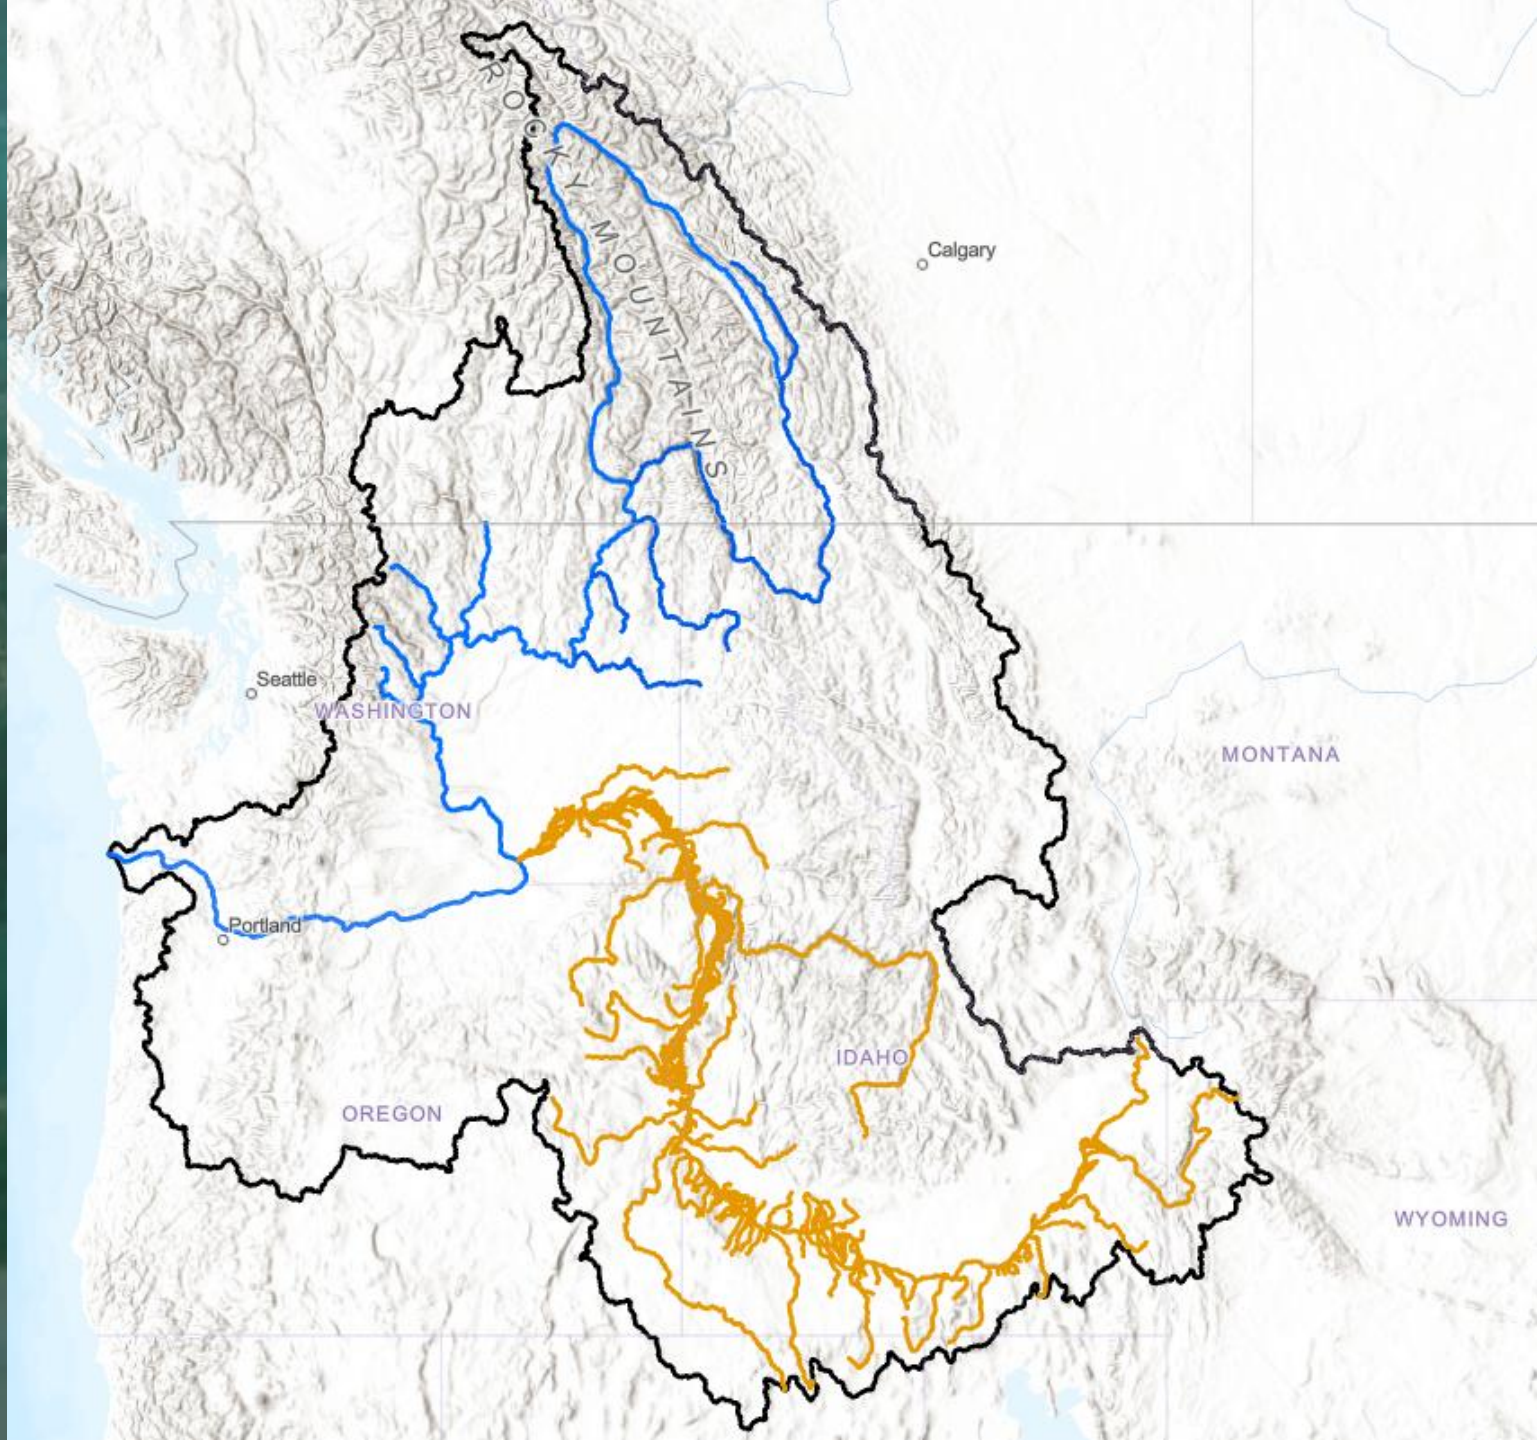 ROCKY MOUNTAINS
Calgary
Seattle
WASHINGTON
MONTANA
Portland
IDAHO
OREGON
WYOMING